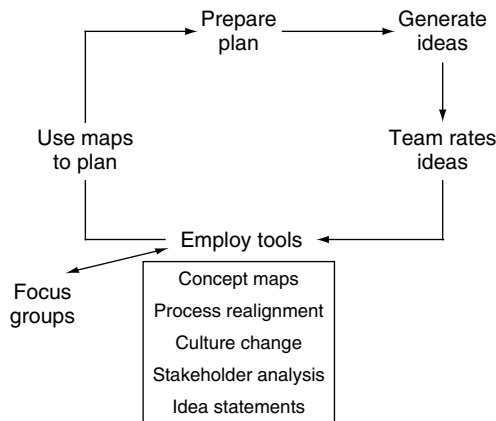 Prepare
plan
Generate
ideas
Use maps
to plan
Team rates
ideas
Employ tools
Focus
groups
Concept maps
Process realignment
Culture change
Stakeholder analysis
Idea statements